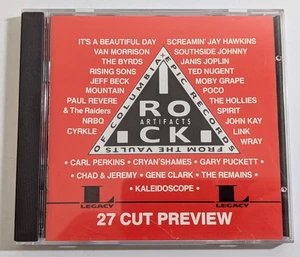 IT'S A BEAUTIFUL DAY
SCREAMIN' JAY HAWKINS
VAN MORRISON
SOUTHSIDE JOHNNY
THE BYRDS
JANIS JOPLIN
RISING SONS
TED NUGENT
JEFF BECK
MOBY GRAPE
MOUNTAIN
POCO
PAUL REVERE
& The Raiders
THE HOLLIES
NRBQ
SPIRIT
CYRKLE
JOHN KAY
LINK
WRAY
ROCK
ARTIFACTS
FROM THE VAULTS
OF COLUMBIA
EPIC RECORDS
• CARL PERKINS • CRYAN'SHAMES • GARY PUCKETT •
• CHAD & JEREMY • GENE CLARK • THE REMAINS •
• KALEIDOSCOPE •
L
LEGACY
27 CUT PREVIEW
L
LEGACY